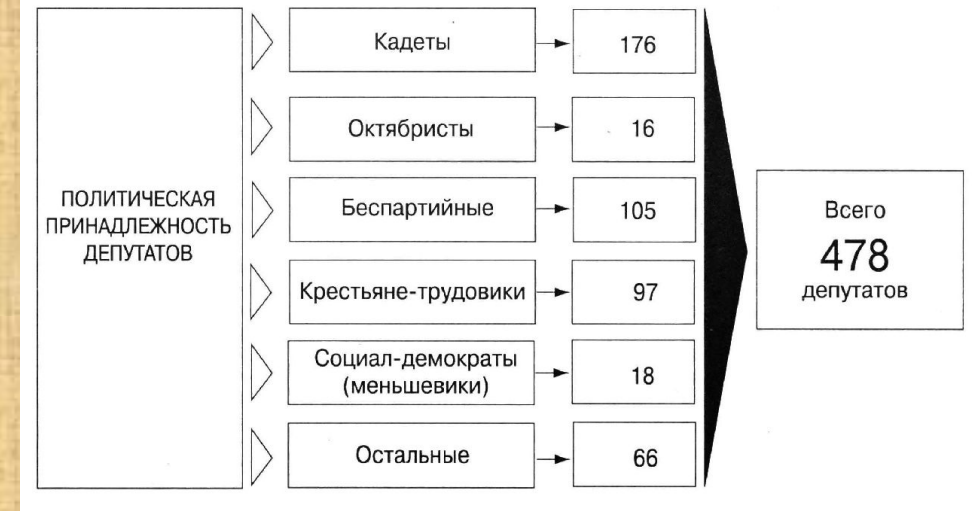 ПОЛИТИЧЕСКАЯ
ПРИНАДЛЕЖНОСТЬ
ДЕПУТАТОВ
Кадеты
176
Октябристы
16
Беспартийные
105
Крестьяне-трудовики
97
Социал-демократы
(меньшевики)
18
Остальные
66
Всего
478
депутатов